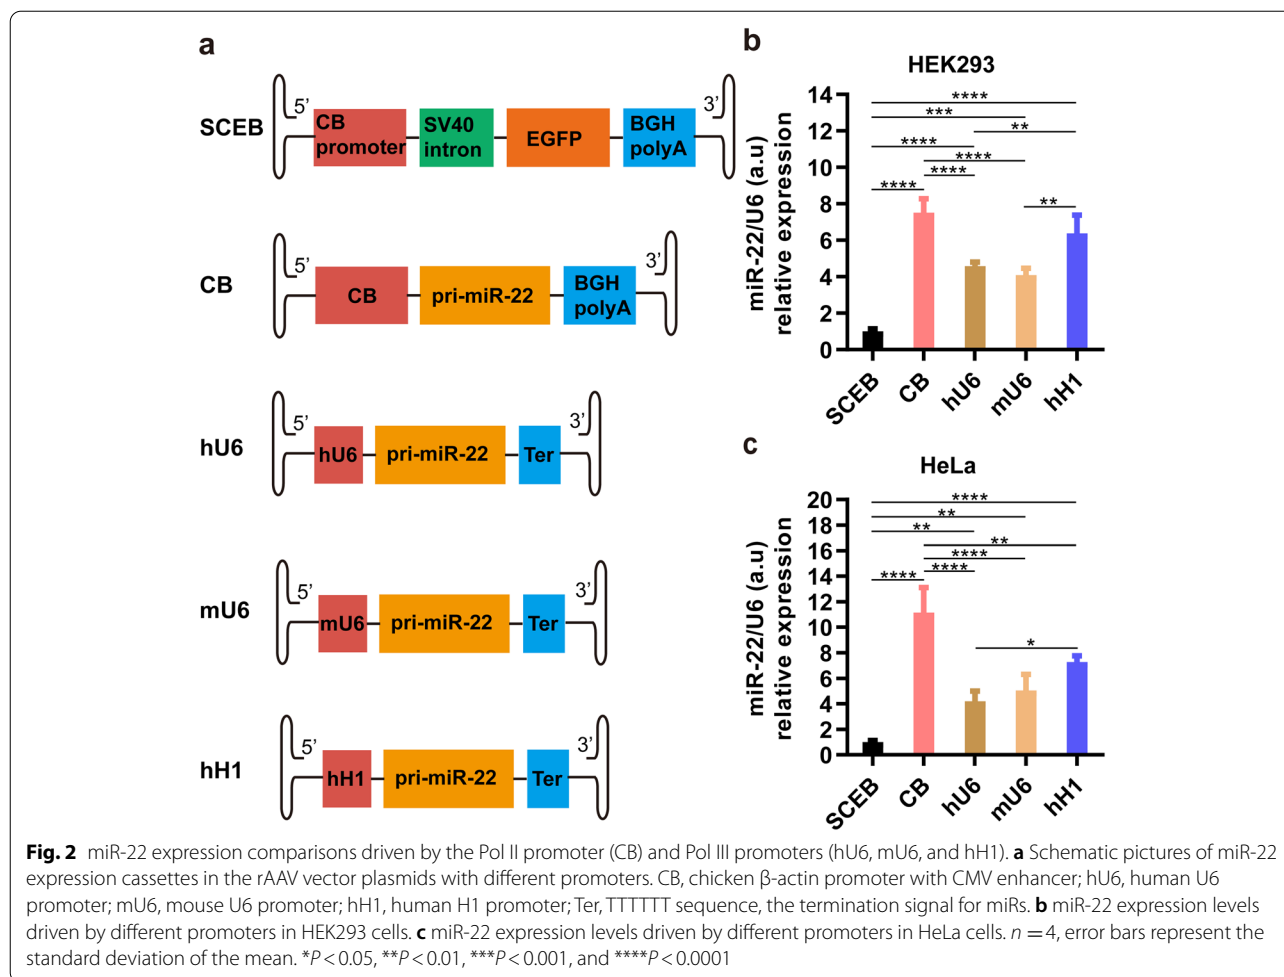 a
SCEB
5’
CB
promoter
SV40
intron
EGFP
BGH
polyA
3’
CB
5’
CB
pri-miR-22
BGH
polyA
3’
hU6
5’
hU6
pri-miR-22
Ter
3’
mU6
5’
mU6
pri-miR-22
Ter
3’
hH1
5’
hH1
pri-miR-22
Ter
3’
b
HEK293
miR-22/U6 (a.u)
relative expression
14
12
10
8
6
4
2
0
****
***
**
****
****
****
****
**
SCEB
CB
hU6
mU6
hH1
c
HeLa
miR-22/U6 (a.u)
relative expression
20
18
16
14
12
10
8
6
4
2
0
****
**
**
**
****
****
****
*
SCEB
CB
hU6
mU6
hH1
Fig. 2 miR-22 expression comparisons driven by the Pol II promoter (CB) and Pol III promoters (hU6, mU6, and hH1). a Schematic pictures of miR-22
expression cassettes in the rAAV vector plasmids with different promoters. CB, chicken β-actin promoter with CMV enhancer; hU6, human U6
promoter; mU6, mouse U6 promoter; hH1, human H1 promoter; Ter, TTTTTT sequence, the termination signal for miRs. b miR-22 expression levels
driven by different promoters in HEK293 cells. c miR-22 expression levels driven by different promoters in HeLa cells. n = 4, error bars represent the
standard deviation of the mean. *P < 0.05, **P < 0.01, ***P < 0.001, and ****P < 0.0001